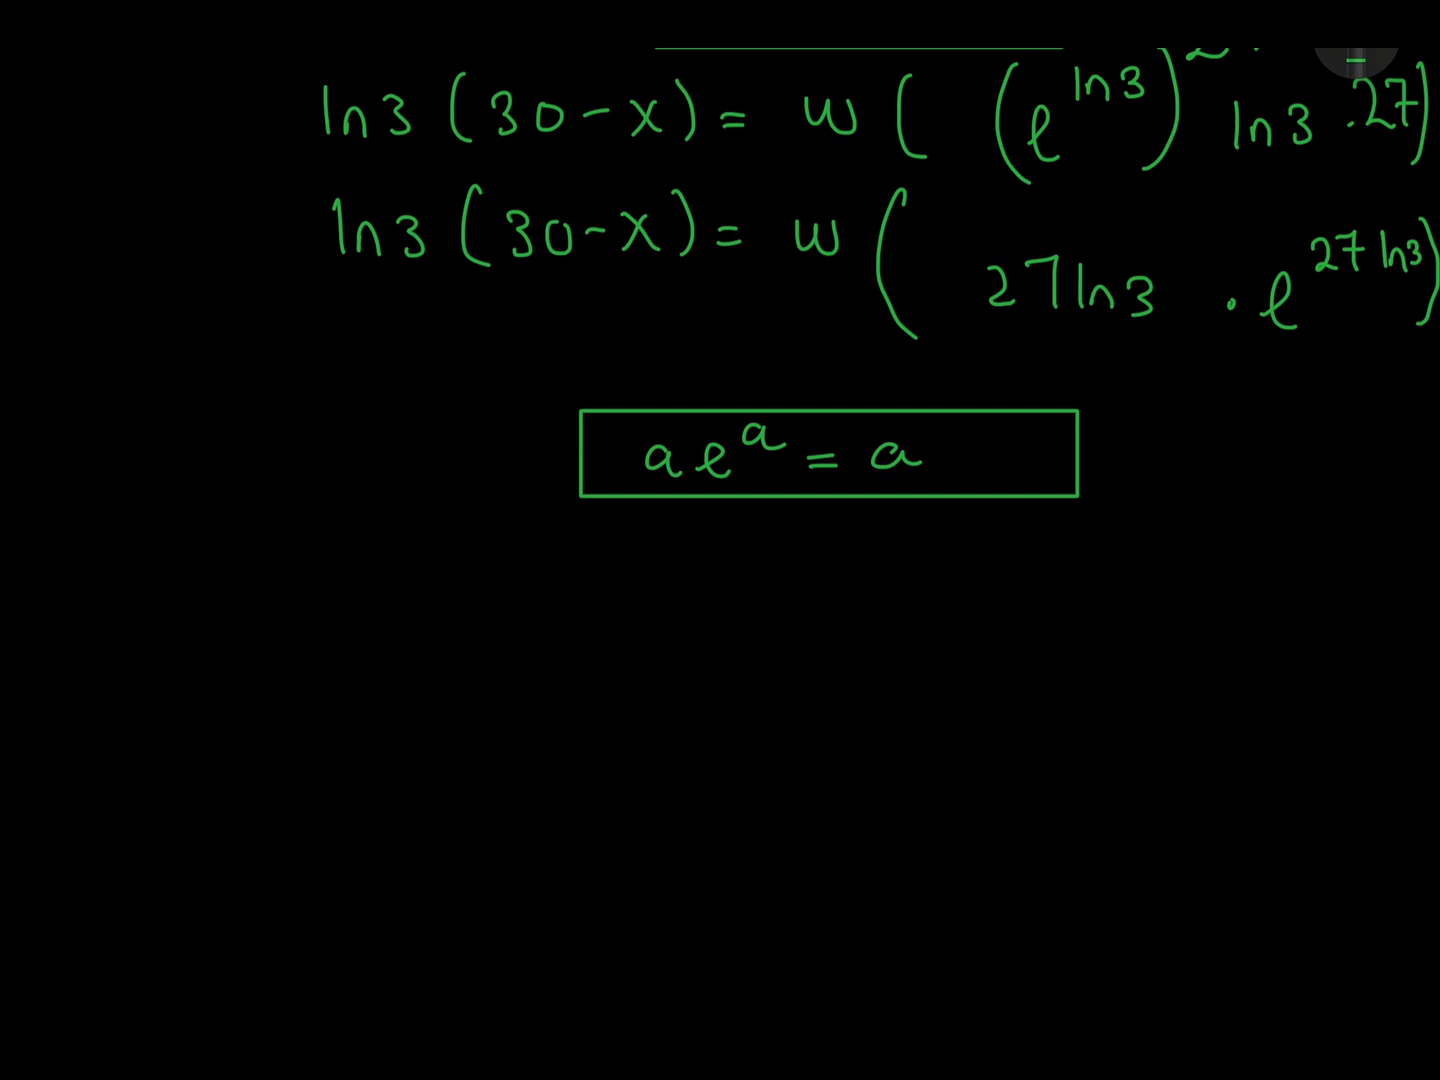 ln3 (30-x) = w ( (e^ln3) ln3 .27)
ln3 (30-x) = w ( 27ln3 . e^27ln3)
ae^a = a